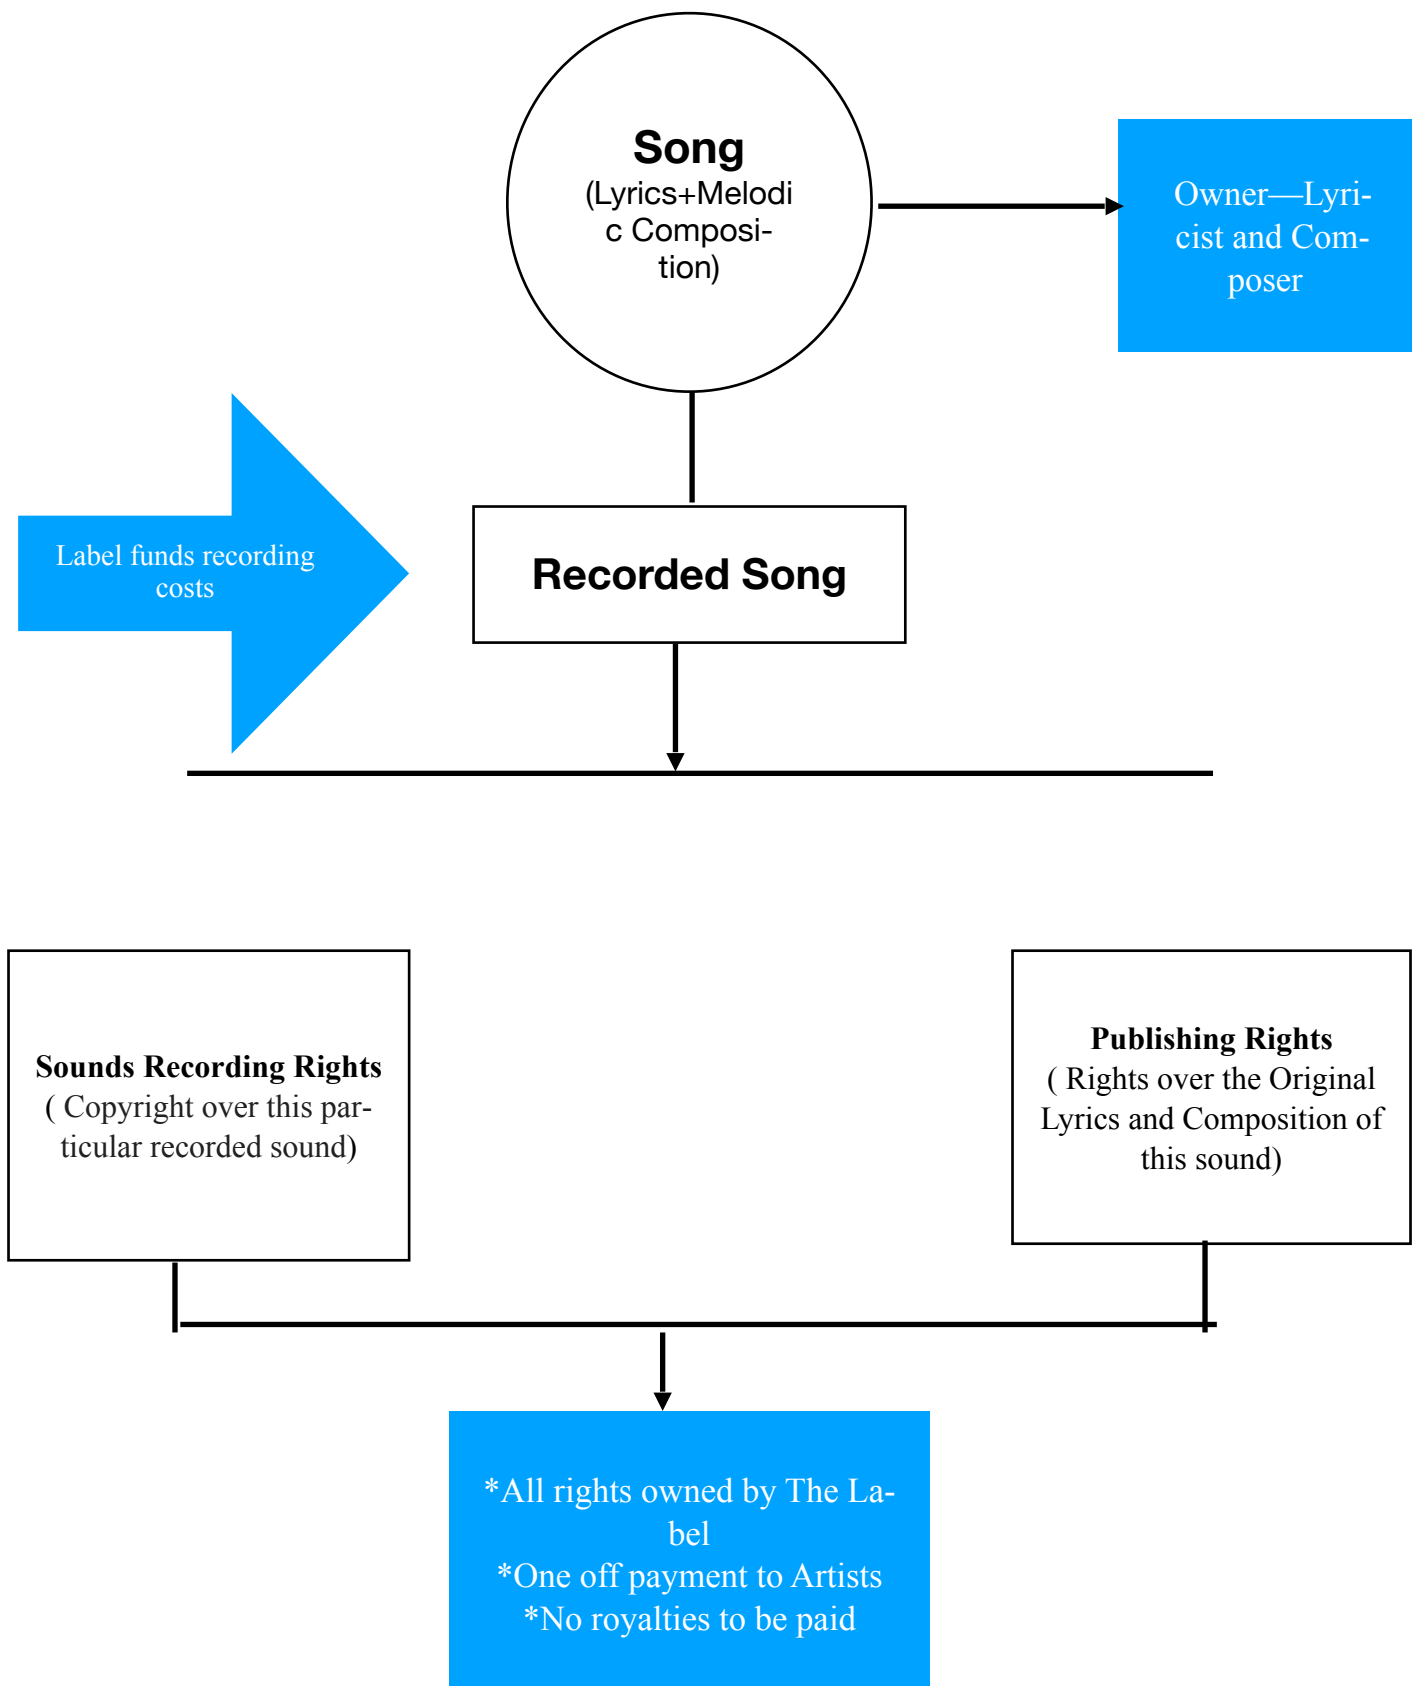 Song
(Lyrics+Melodi
c Composi-
tion)
Owner—Lyri-
cist and Com-
poser
Label funds recording
costs
Recorded Song
Sounds Recording Rights
( Copyright over this par-
ticular recorded sound)
Publishing Rights
( Rights over the Original
Lyrics and Composition of
this sound)
*All rights owned by The La-
bel
*One off payment to Artists
*No royalties to be paid